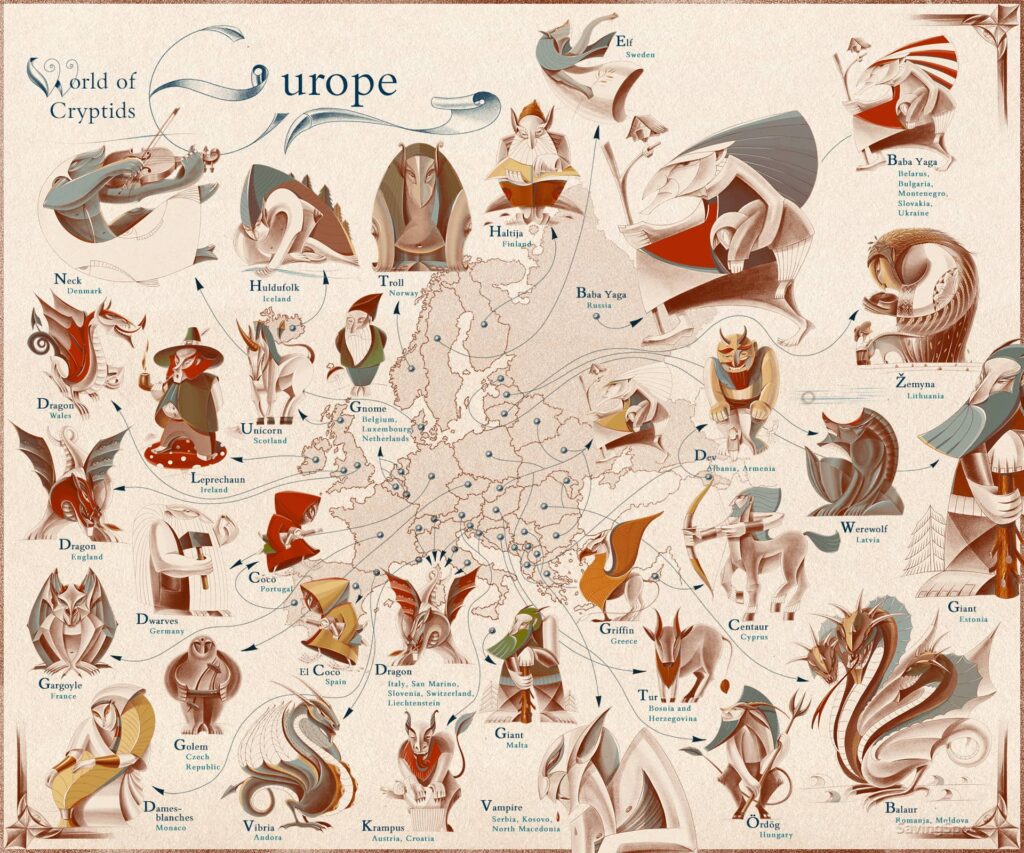 World of
Cryptids
Europe
Elf
Sweden
Baba Yaga
Belarus,
Bulgaria,
Montenegro,
Slovakia,
Ukraine
Haltija
Finland
Neck
Denmark
Huldufolk
Iceland
Troll
Norway
Baba Yaga
Russia
Žemyna
Lithuania
Dragon
Wales
Unicorn
Scotland
Gnome
Belgium,
Luxembourg,
Netherlands
Leprechaun
Ireland
Dev
Albania, Armenia
Werewolf
Latvia
Dragon
England
Coco
Portugal
Dwarves
Germany
Griffin
Greece
Centaur
Cyprus
Giant
Estonia
El Coco
Spain
Dragon
Italy, San Marino,
Slovenia, Switzerland,
Liechtenstein
Gargoyle
France
Tur
Bosnia and
Herzegovina
Golem
Czech
Republic
Giant
Malta
Dames-
blanches
Monaco
Vibria
Andora
Krampus
Austria, Croatia
Vampire
Serbia, Kosovo,
North Macedonia
Ördög
Hungary
Balaur
Romanja, Moldova
SavingSpot